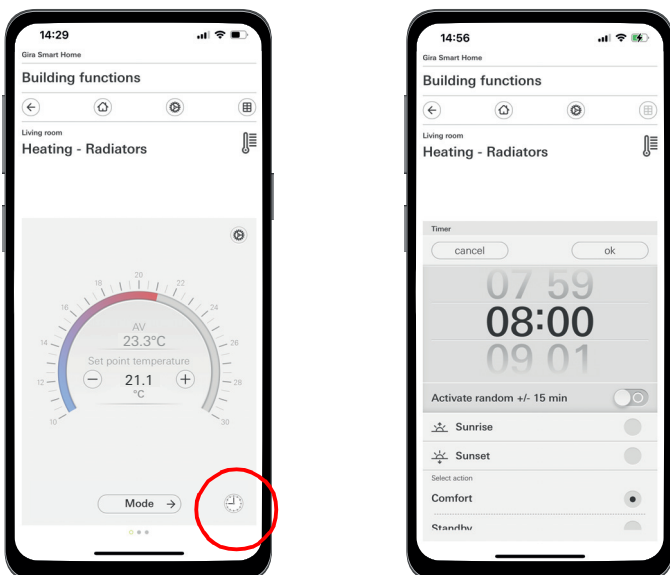 14:29
Gira Smart Home
Building functions
Living room
Heating - Radiators
20
18
22
16
24
14
26
12
28
10
30
AV
23.3°C
Set point temperature
21.1
°C
Mode
14:56
Gira Smart Home
Building functions
Living room
Heating - Radiators
Timer
cancel
ok
07 59
08:00
09 01
Activate random +/- 15 min
Sunrise
Sunset
Select action
Comfort
Standby